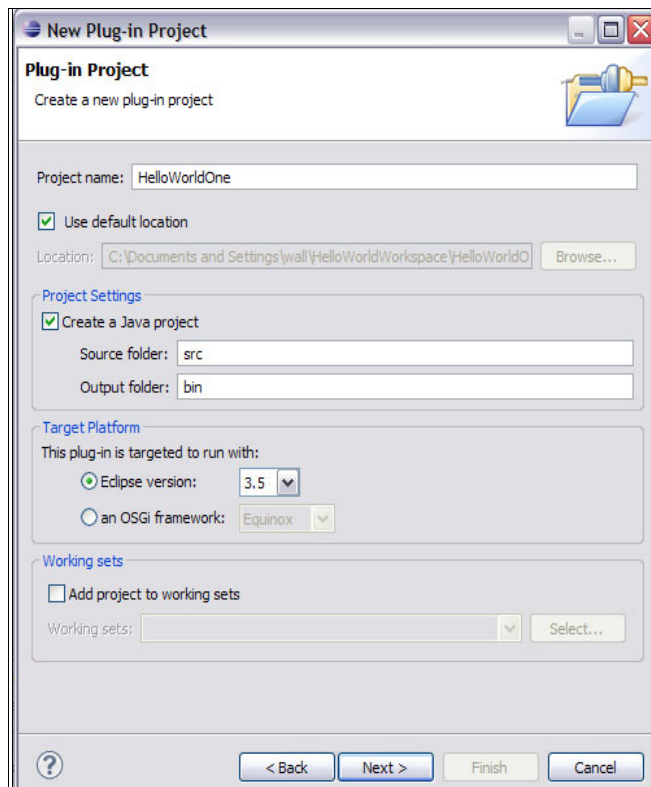 New Plug-in Project
Plug-in Project
Create a new plug-in project
Project name: HelloWorldOne
Use default location
Location: C:\Documents and Settings\wall\HelloWorldWorkspace\HelloWorldO Browse...
Project Settings
Create a Java project
Source folder: src
Output folder: bin
Target Platform
This plug-in is targeted to run with:
Eclipse version: 3.5
an OSGi framework: Equinox
Working sets
Add project to working sets
Working sets: Select...
? < Back Next > Finish Cancel